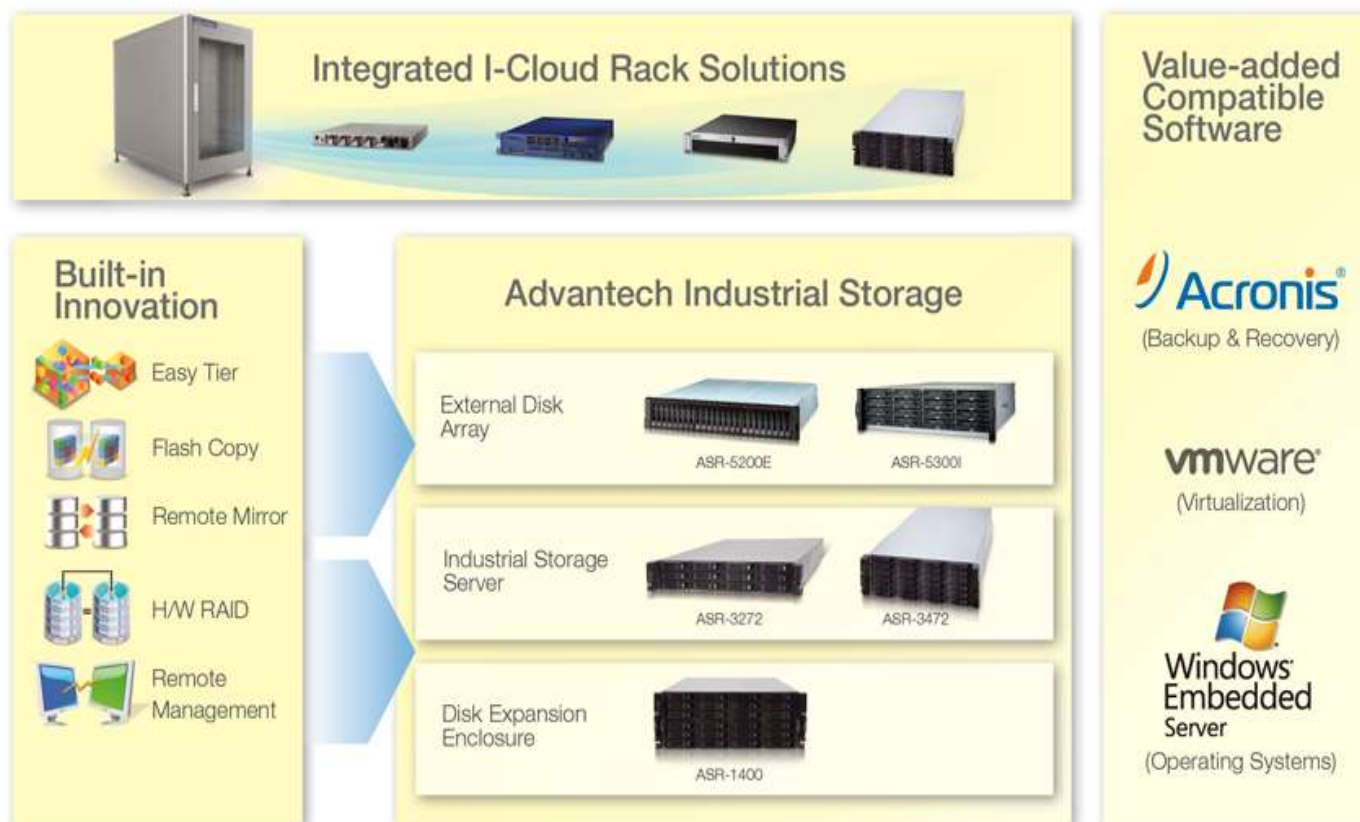 Integrated I-Cloud Rack Solutions
Built-in
Innovation
Easy Tier
Flash Copy
Remote Mirror
H/W RAID
Remote
Management
Advantech Industrial Storage
External Disk
Array
ASR-5200E
ASR-5300I
Industrial Storage
Server
ASR-3272
ASR-3472
Disk Expansion
Enclosure
ASR-1400
Value-added
Compatible
Software
Acronis®
(Backup & Recovery)
vmware®
(Virtualization)
Windows®
Embedded
Server
(Operating Systems)